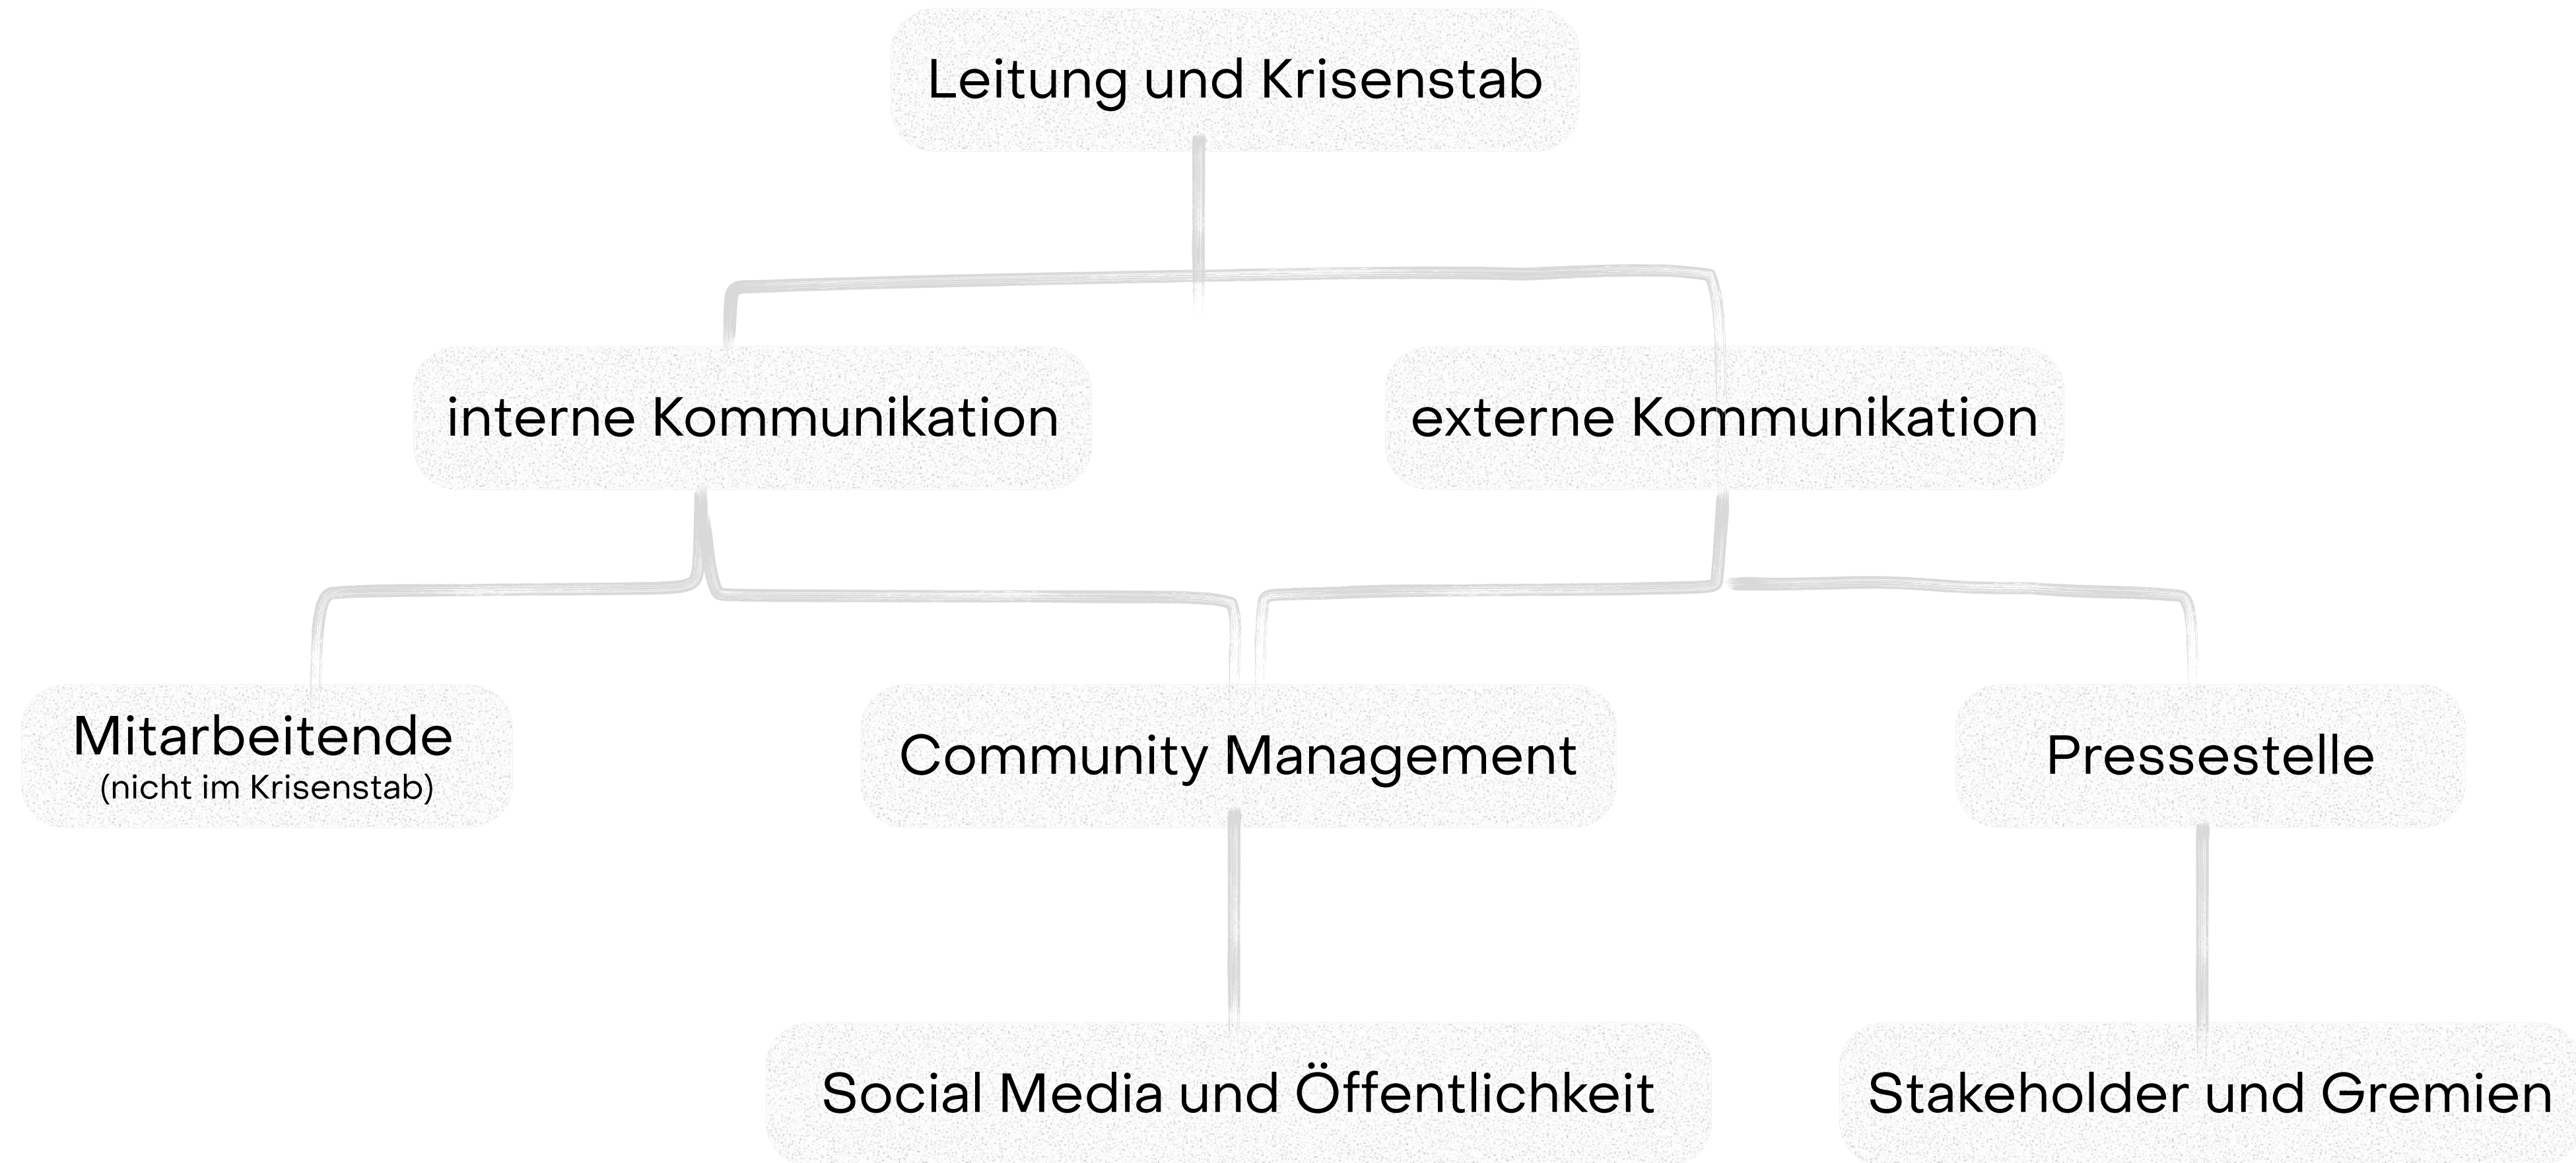 Leitung und Krisenstab
interne Kommunikation
externe Kommunikation
Mitarbeitende
(nicht im Krisenstab)
Community Management
Pressestelle
Social Media und Öffentlichkeit
Stakeholder und Gremien